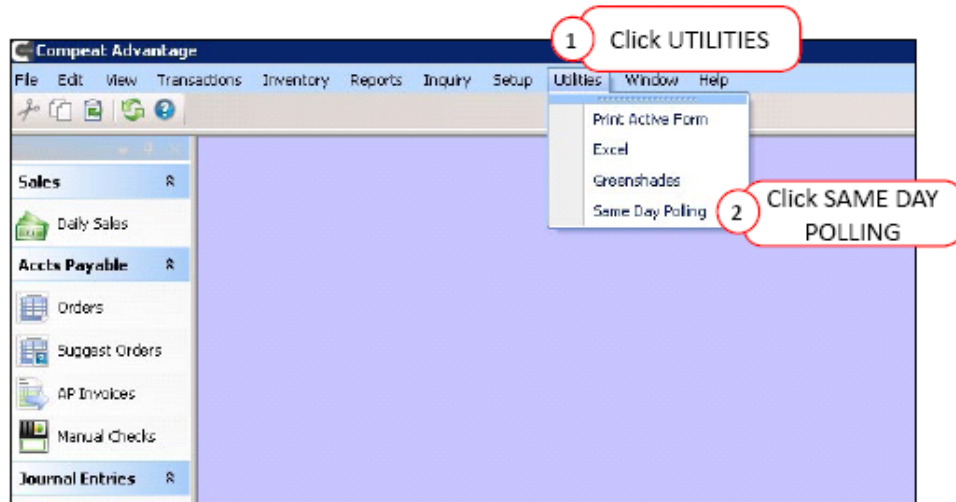 1 Click UTILITIES
Compeat Advantage
File Edit View Transactions Inventory Reports Inquiry Setup Utilities Window Help
Print Active Form
Excel
Greenshades
Same Day Polling
2 Click SAME DAY
POLLING
Sales
Daily Sales
Accts Payable
Orders
Suggest Orders
AP Invoices
Manual Checks
Journal Entries